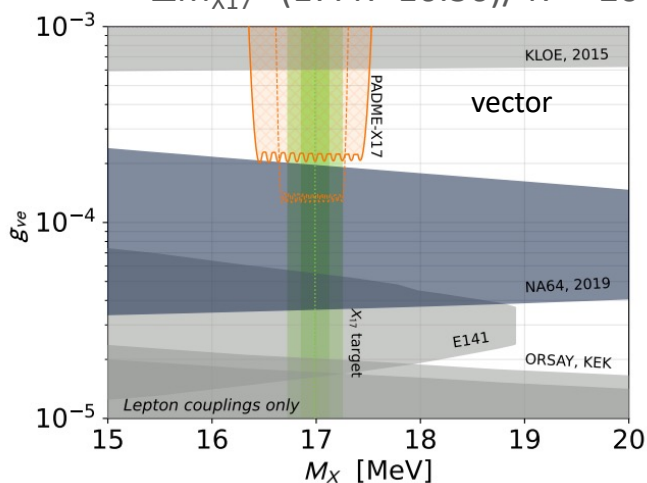 10⁻³
KLOE, 2015
PADME-X17
vector
10⁻⁴
g_ve
NA64, 2019
X₁₇ target
E141
ORSAY, KEK
Lepton couplings only
10⁻⁵
15 16 17 18 19 20
M_X [MeV]